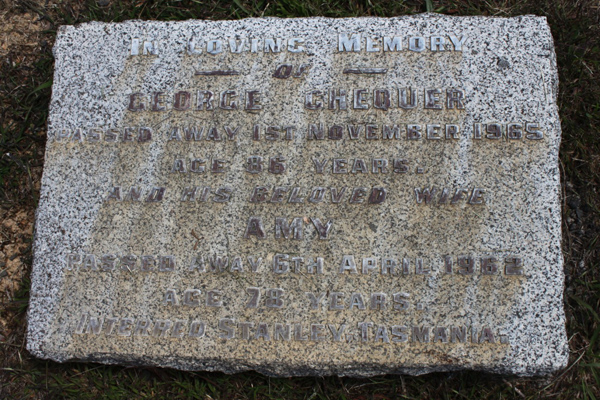 IN LOVING MEMORY
— OF —
GEORGE CHEQUER
PASSED AWAY 1ST NOVEMBER 1965
AGE 86 YEARS.
AND HIS BELOVED WIFE
AMY
PASSED AWAY 6TH APRIL 1962
AGE 78 YEARS.
INTERRED STANLEY, TASMANIA.